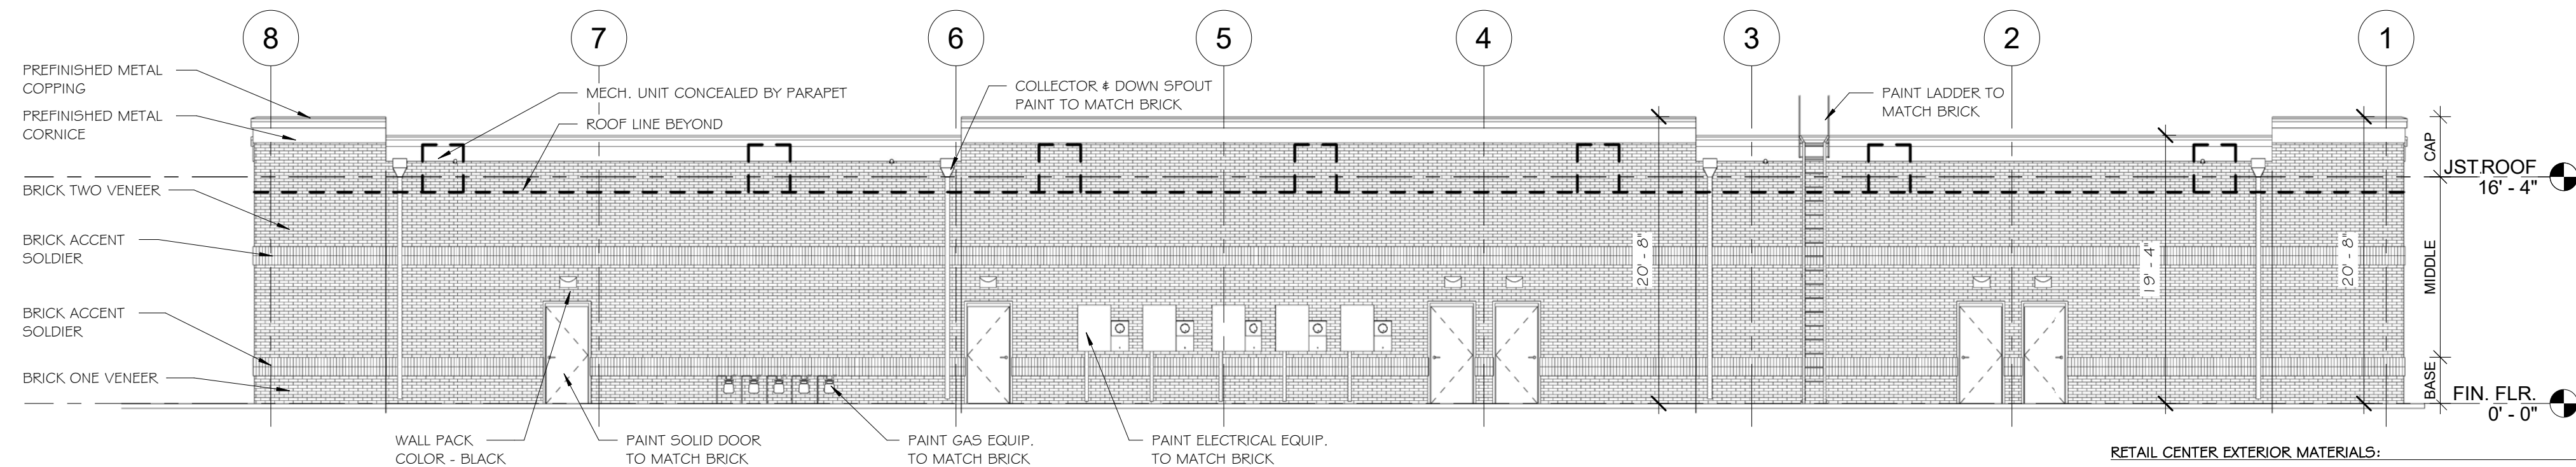 8
7
6
5
4
3
2
1
PREFINISHED METAL
COPPING
PREFINISHED METAL
CORNICE
BRICK TWO VENEER
BRICK ACCENT
SOLDIER
BRICK ACCENT
SOLDIER
BRICK ONE VENEER
MECH. UNIT CONCEALED BY PARAPET
ROOF LINE BEYOND
COLLECTOR & DOWN SPOUT
PAINT TO MATCH BRICK
PAINT LADDER TO
MATCH BRICK
20' - 8"
19' - 4"
20' - 8"
CAP
MIDDLE
BASE
JST.ROOF
16' - 4"
FIN. FLR.
0' - 0"
WALL PACK
COLOR - BLACK
PAINT SOLID DOOR
TO MATCH BRICK
PAINT GAS EQUIP.
TO MATCH BRICK
PAINT ELECTRICAL EQUIP.
TO MATCH BRICK
RETAIL CENTER EXTERIOR MATERIALS: